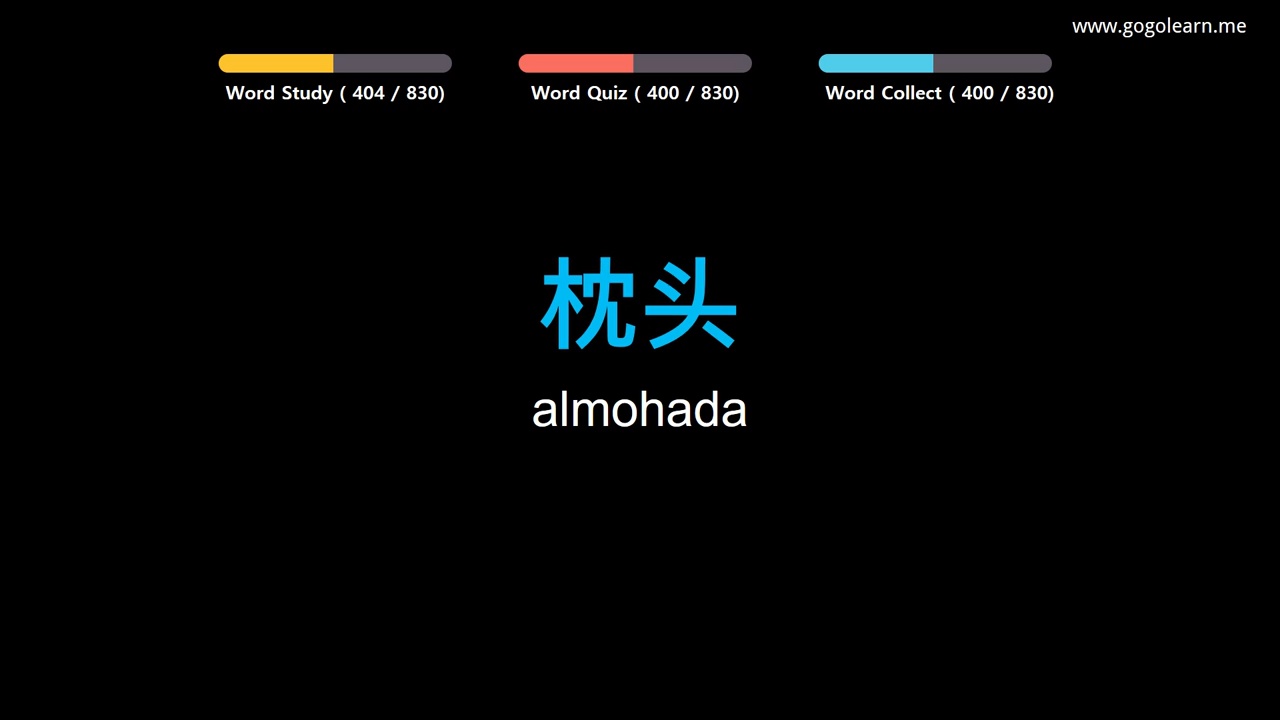 www.gogolearn.me
Word Study ( 404 / 830)
Word Quiz ( 400 / 830)
Word Collect ( 400 / 830)
枕头
almohada